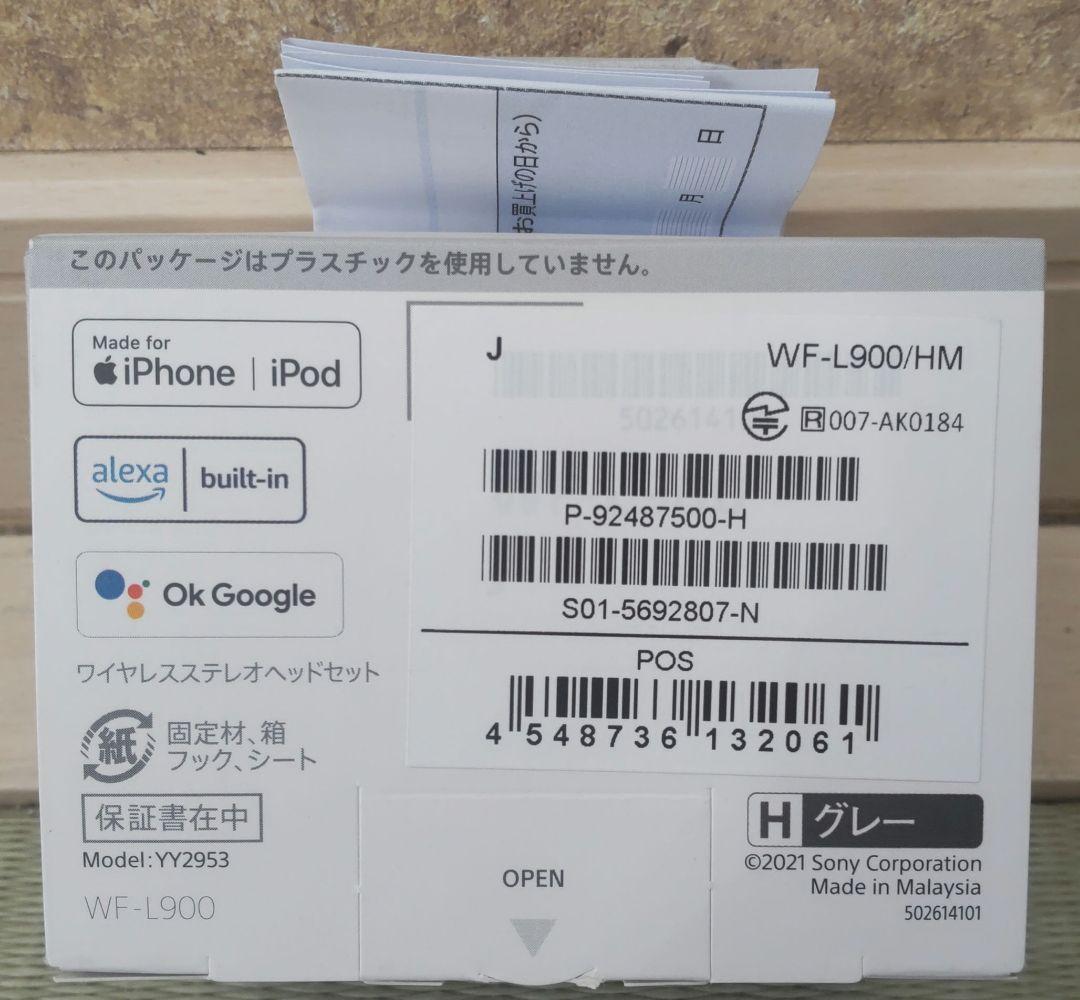 お買上げの日から)
月
日
このパッケージはプラスチックを使用していません。
Made for
iPhone | iPod
alexa
built-in
Ok Google
ワイヤレスステレオヘッドセット
紙
固定材、箱
フック、シート
保証書在中
Model:YY2953
WF-L900
J
WF-L900/HM
R 007-AK0184
P-92487500-H
S01-5692807-N
POS
4 548736 132061
OPEN
H グレー
©2021 Sony Corporation
Made in Malaysia
502614101